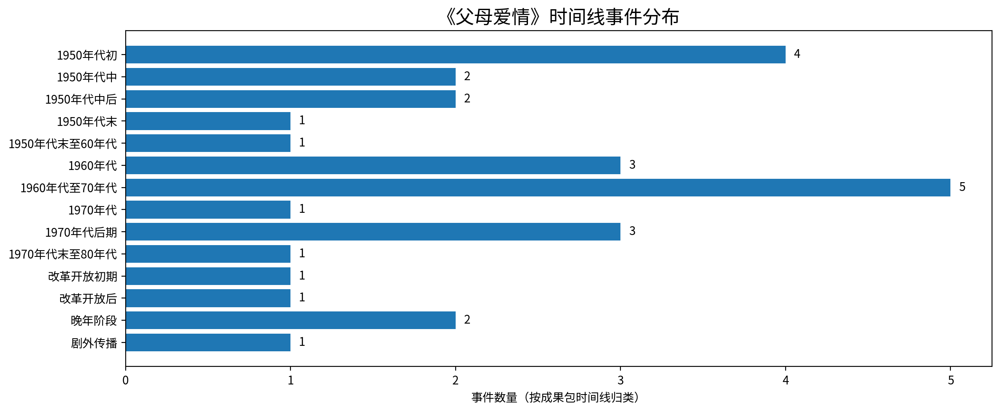 《父母爱情》时间线事件分布
1950年代初 4
1950年代中 2
1950年代中后 2
1950年代末 1
1950年代末至60年代 1
1960年代 3
1960年代至70年代 5
1970年代 1
1970年代后期 3
1970年代末至80年代 1
改革开放初期 1
改革开放后 1
晚年阶段 2
剧外传播 1
0 1 2 3 4 5
事件数量（按成果包时间线归类）